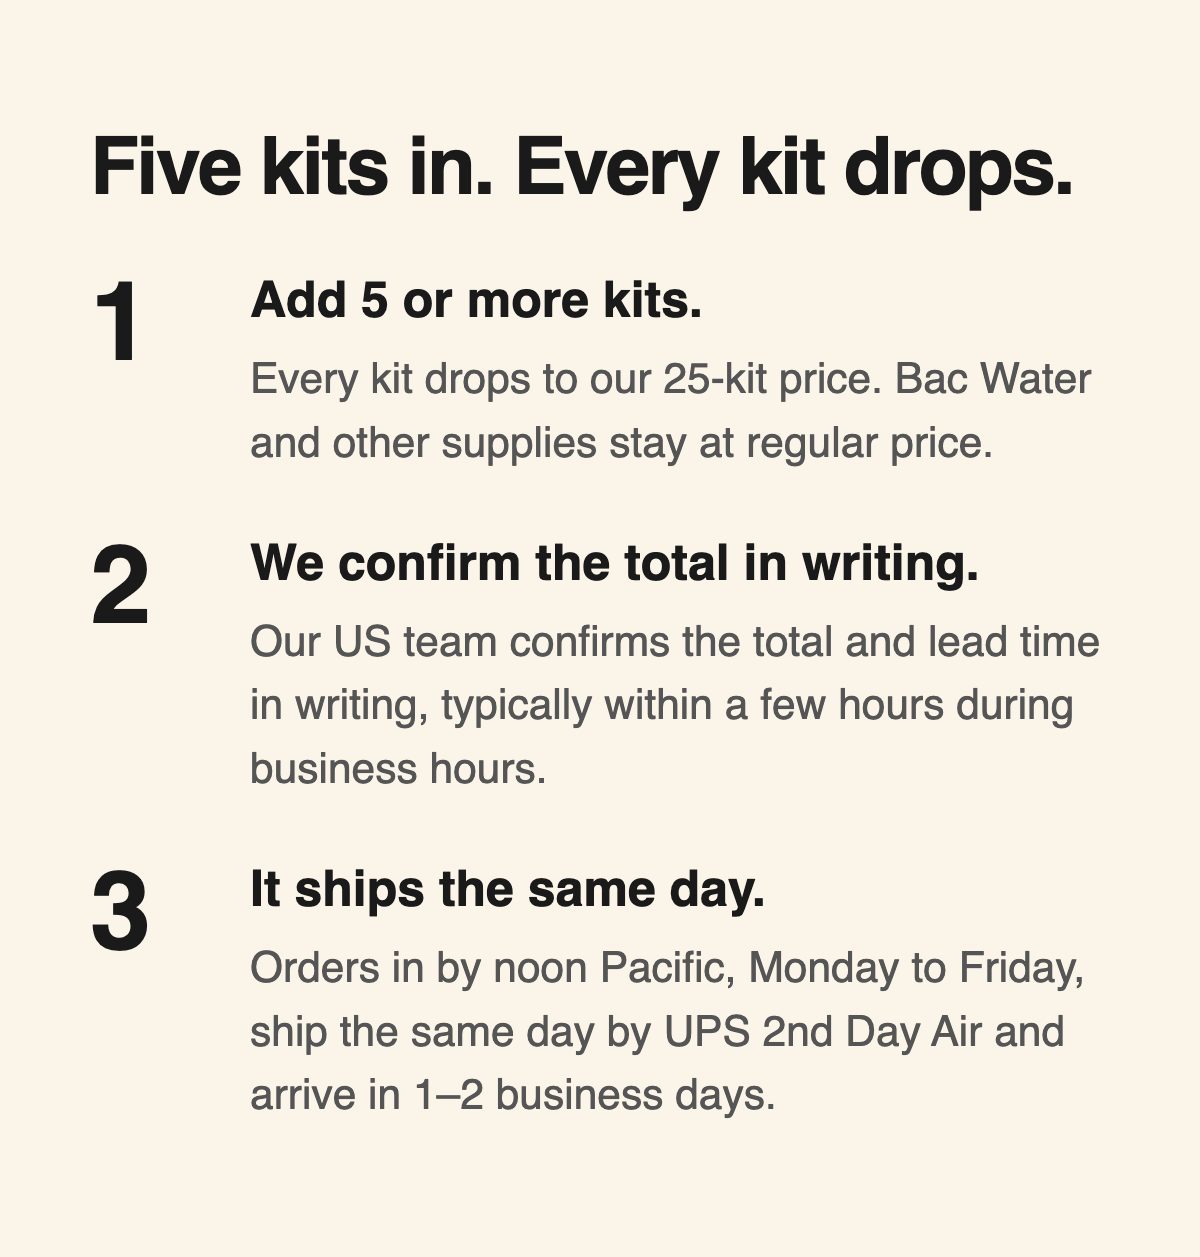 Five kits in. Every kit drops.
1
Add 5 or more kits.
Every kit drops to our 25-kit price. Bac Water
and other supplies stay at regular price.
2
We confirm the total in writing.
Our US team confirms the total and lead time
in writing, typically within a few hours during
business hours.
3
It ships the same day.
Orders in by noon Pacific, Monday to Friday,
ship the same day by UPS 2nd Day Air and
arrive in 1–2 business days.